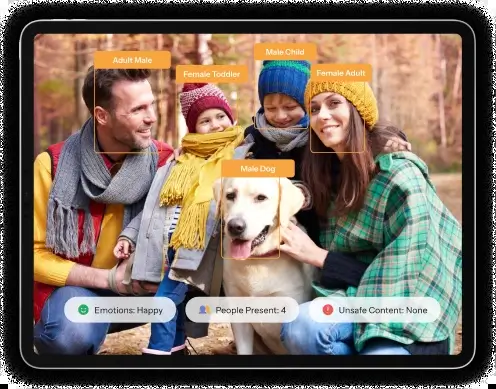 Adult Male
Male Child
Female Toddler
Female Adult
Male Dog
Emotions: Happy
People Present: 4
Unsafe Content: None